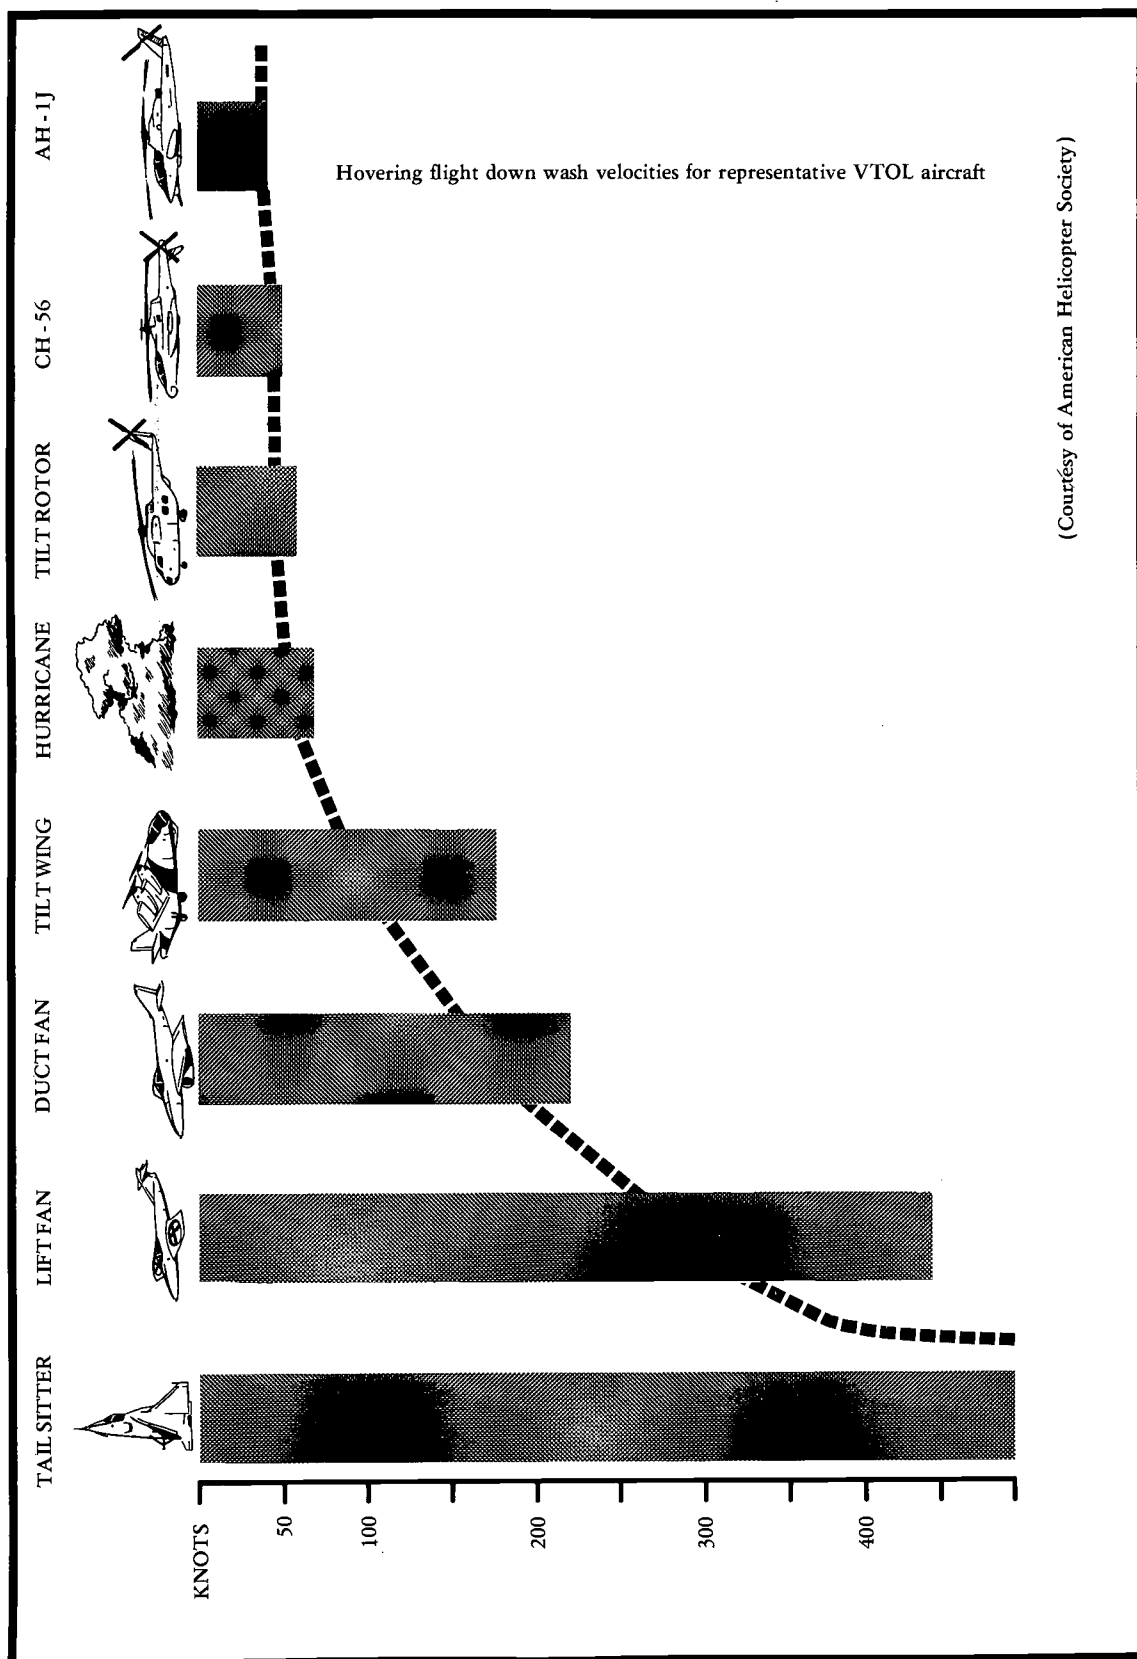 AH-1J
CH-56
TILT ROTOR
HURRICANE
TILT WING
DUCT FAN
LIFT FAN
TAIL SITTER
Hovering flight down wash velocities for representative VTOL aircraft
(Courtesy of American Helicopter Society)
KNOTS
50
100
200
300
400